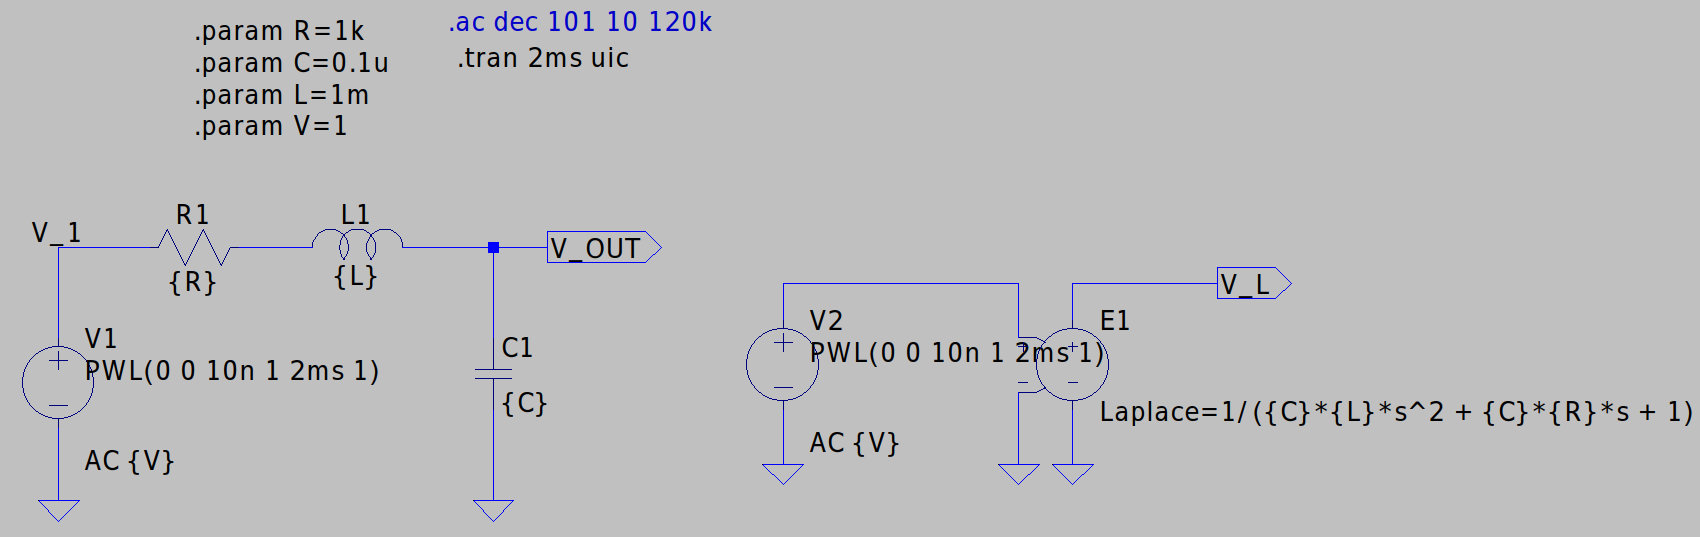 .param R=1k
.param C=0.1u
.param L=1m
.param V=1
.ac dec 101 10 120k
.tran 2ms uic
V_1
R1
{R}
L1
{L}
V_OUT
V1
PWL(0 0 10n 1 2ms 1)
AC {V}
C1
{C}
V2
PWL(0 0 10n 1 2ms 1)
AC {V}
V_L
E1
Laplace=1/({C}*{L}*s^2 + {C}*{R}*s + 1)